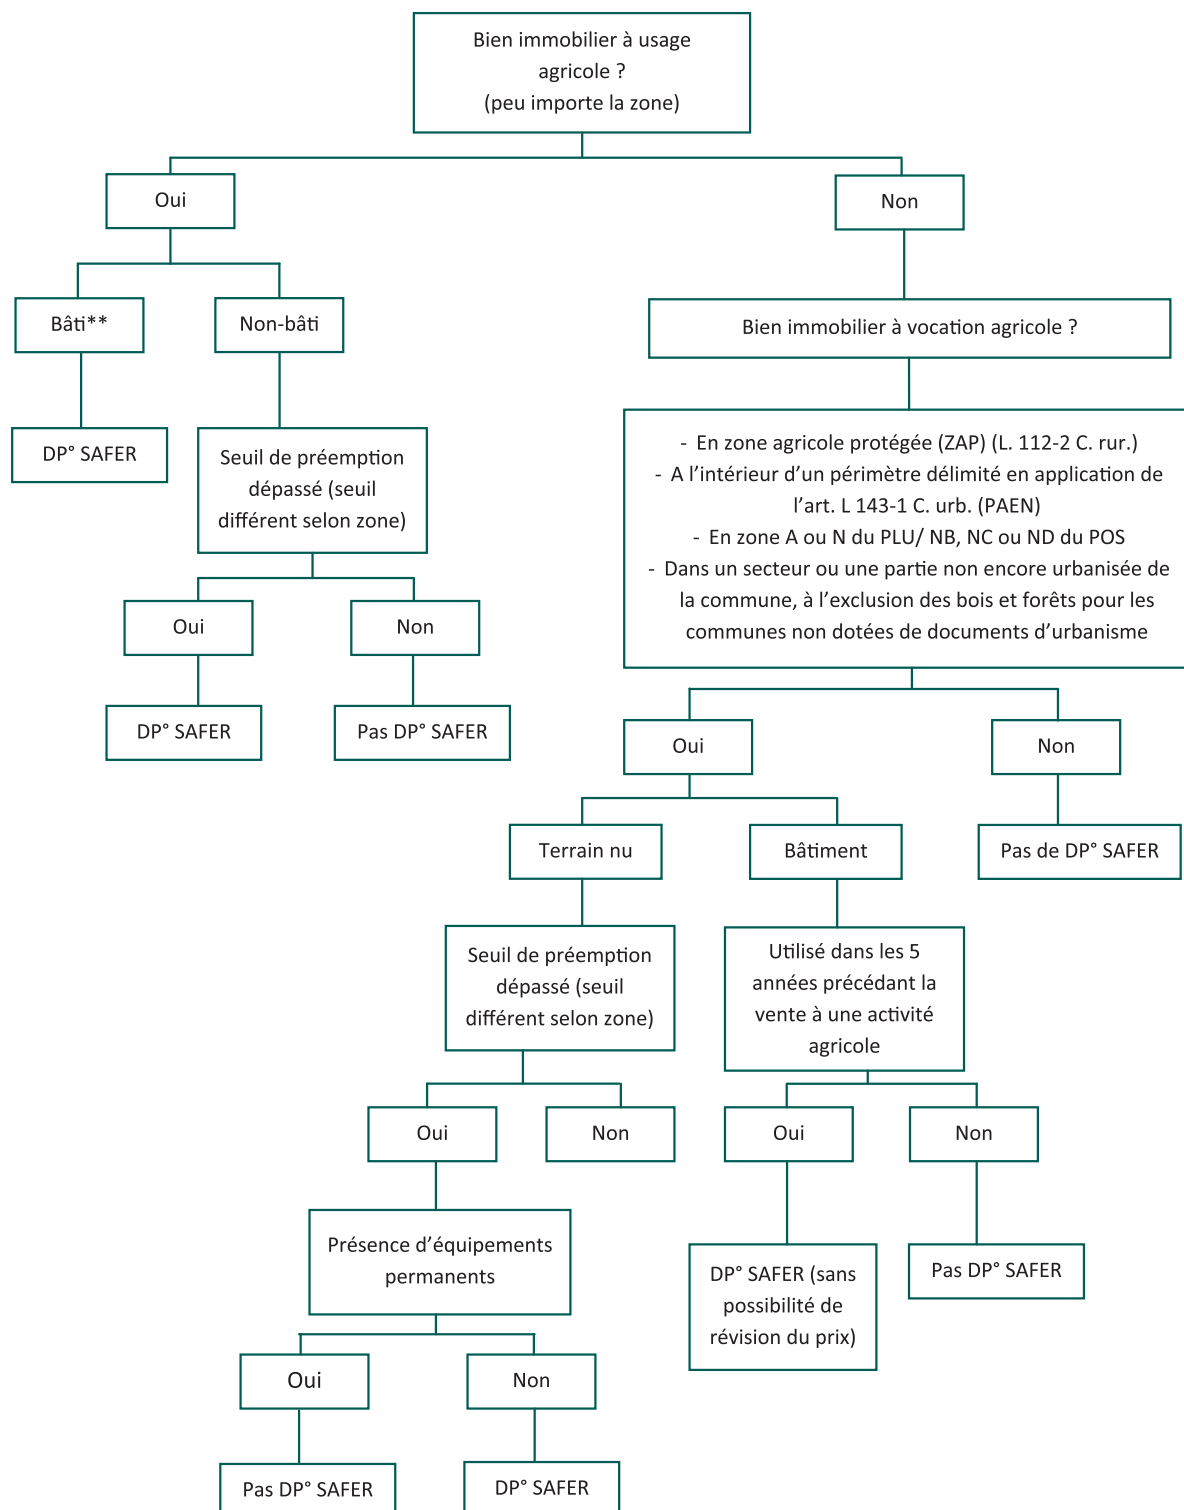 Bien immobilier à usage
agricole ?
(peu importe la zone)
Oui
Non
Bâti**
Non-bâti
Bien immobilier à vocation agricole ?
DP° SAFER
Seuil de préemption
dépassé (seuil
différent selon zone)
- En zone agricole protégée (ZAP) (L. 112-2 C. rur.)
- A l’intérieur d’un périmètre délimité en application de
l’art. L 143-1 C. urb. (PAEN)
- En zone A ou N du PLU/ NB, NC ou ND du POS
- Dans un secteur ou une partie non encore urbanisée de
la commune, à l’exclusion des bois et forêts pour les
communes non dotées de documents d’urbanisme
Oui
Non
DP° SAFER
Pas DP° SAFER
Oui
Non
Terrain nu
Bâtiment
Pas de DP° SAFER
Seuil de préemption
dépassé (seuil
différent selon zone)
Utilisé dans les 5
années précédant la
vente à une activité
agricole
Oui
Non
Oui
Non
Présence d’équipements
permanents
DP° SAFER (sans
possibilité de
révision du prix)
Pas DP° SAFER
Oui
Non
Pas DP° SAFER
DP° SAFER